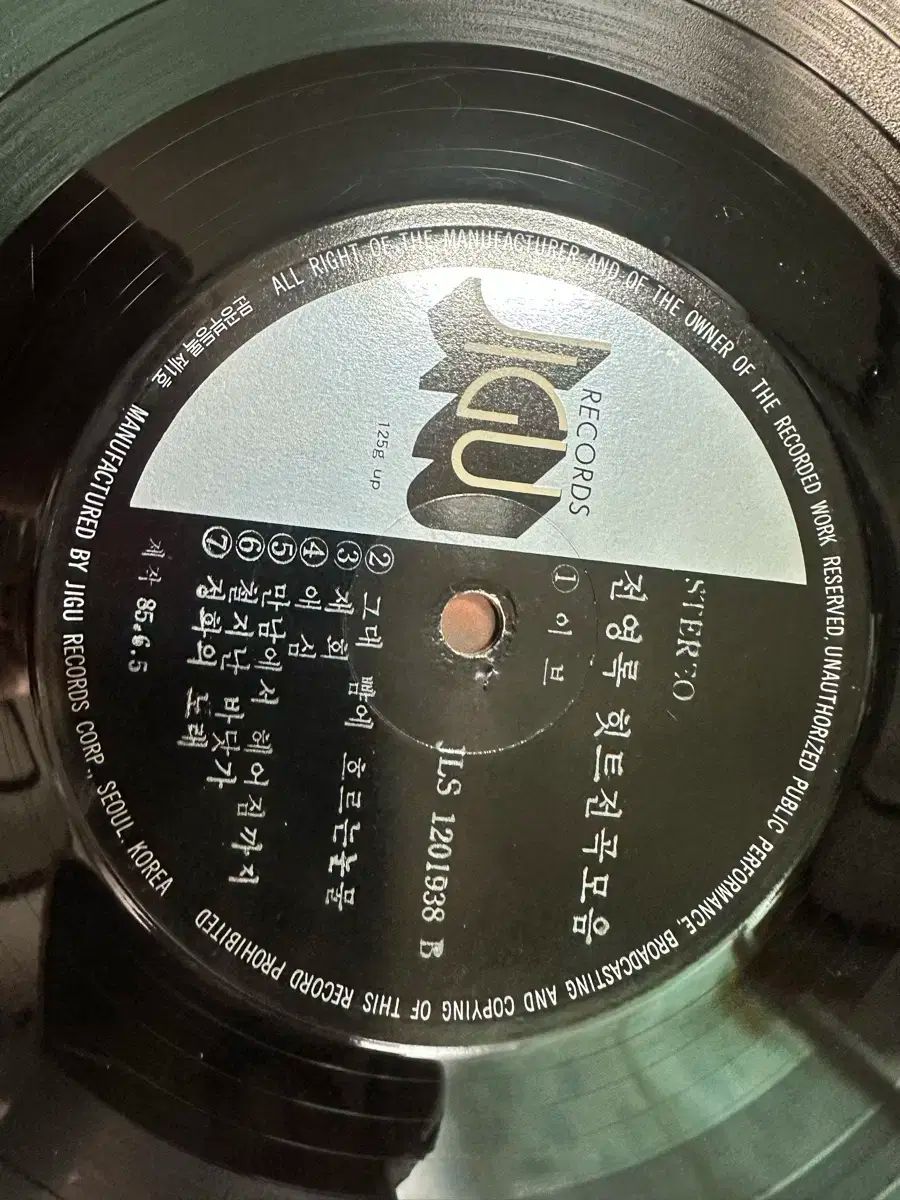 ALL RIGHT OF THE MANUFACTURER AND OF THE OWNER OF THE RECORDED WORK RESERVED, UNAUTHORIZED PUBLIC PERFORMANCE, BROADCASTING AND COPYING OF THIS RECORD PROHIBITED
JIGU
RECORDS
125g up
STEREO
전영록 힛트전곡모음
① 이브
JLS 1201938 B
② 그대 뺨에 흐르는눈물
③ 재회
④ 애심
⑤ 만남에서 헤어짐까지
⑥ 철지난 바닷가
⑦ 정화의 노래
제작 85.6.5
MANUFACTURED BY JIGU RECORDS CORP., SEOUL, KOREA